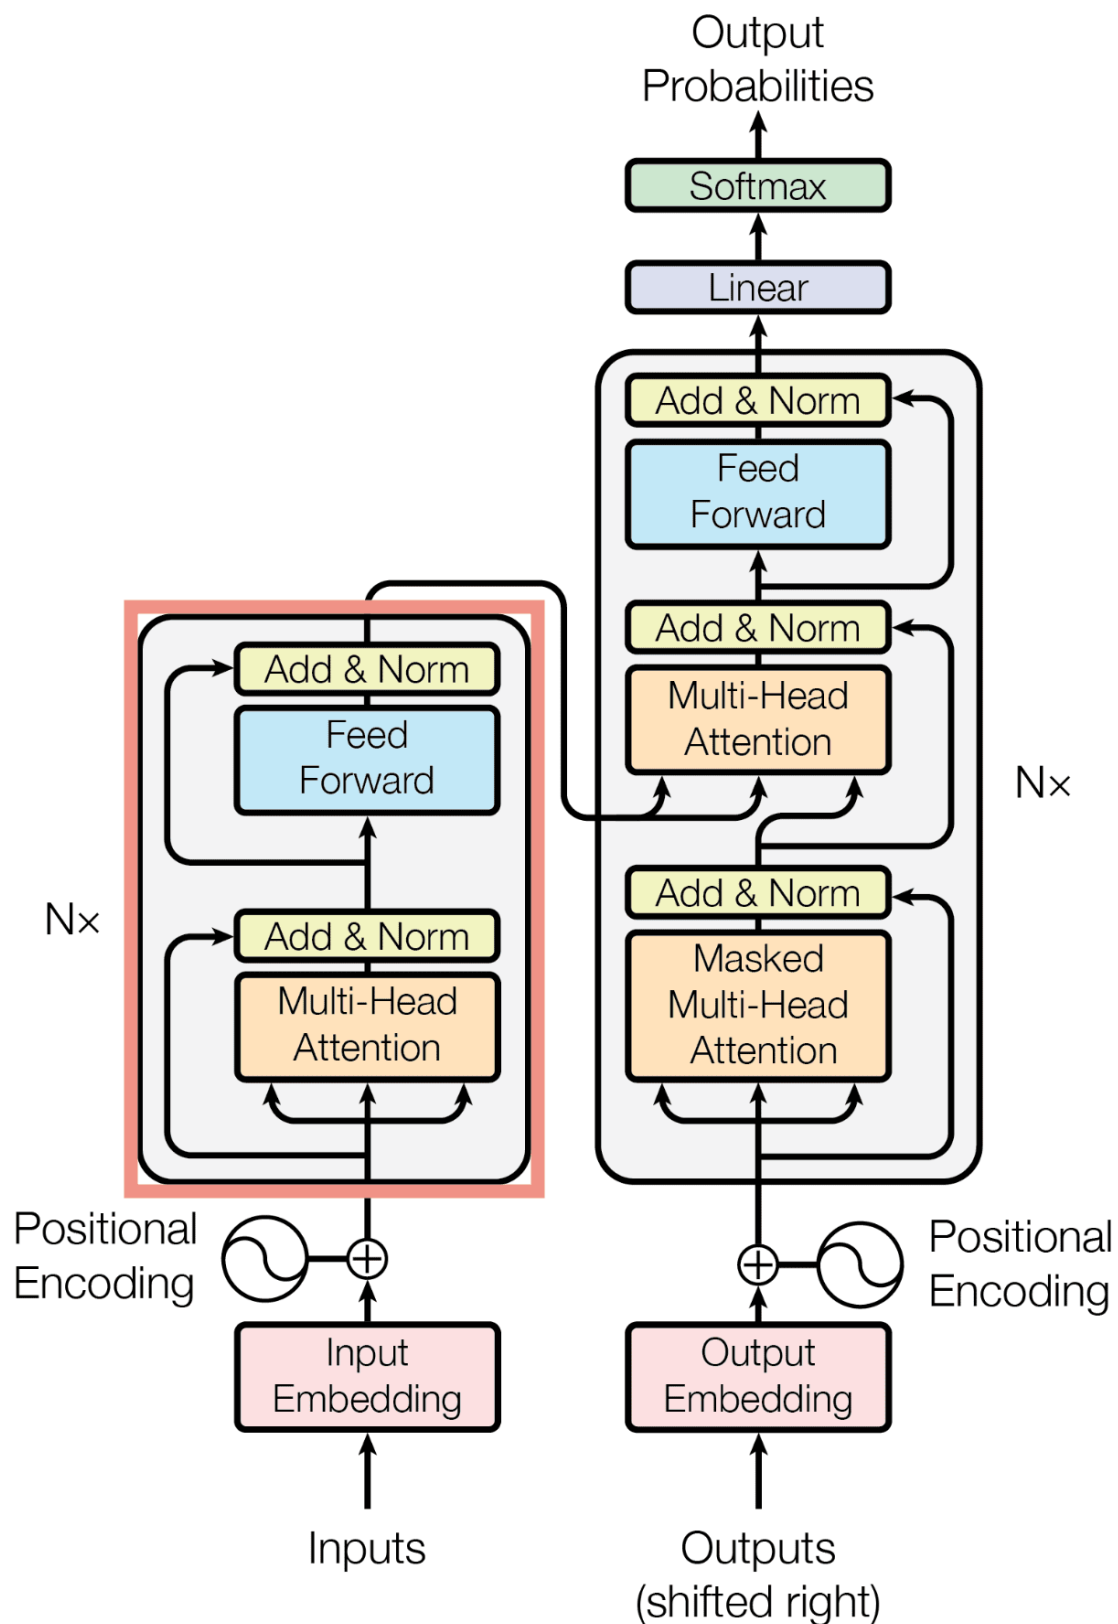 Output
Probabilities
Softmax
Linear
Add & Norm
Feed
Forward
Add & Norm
Multi-Head
Attention
Add & Norm
Masked
Multi-Head
Attention
N×
Positional
Encoding
Output
Embedding
Outputs
(shifted right)
Add & Norm
Feed
Forward
Add & Norm
Multi-Head
Attention
N×
Positional
Encoding
Input
Embedding
Inputs